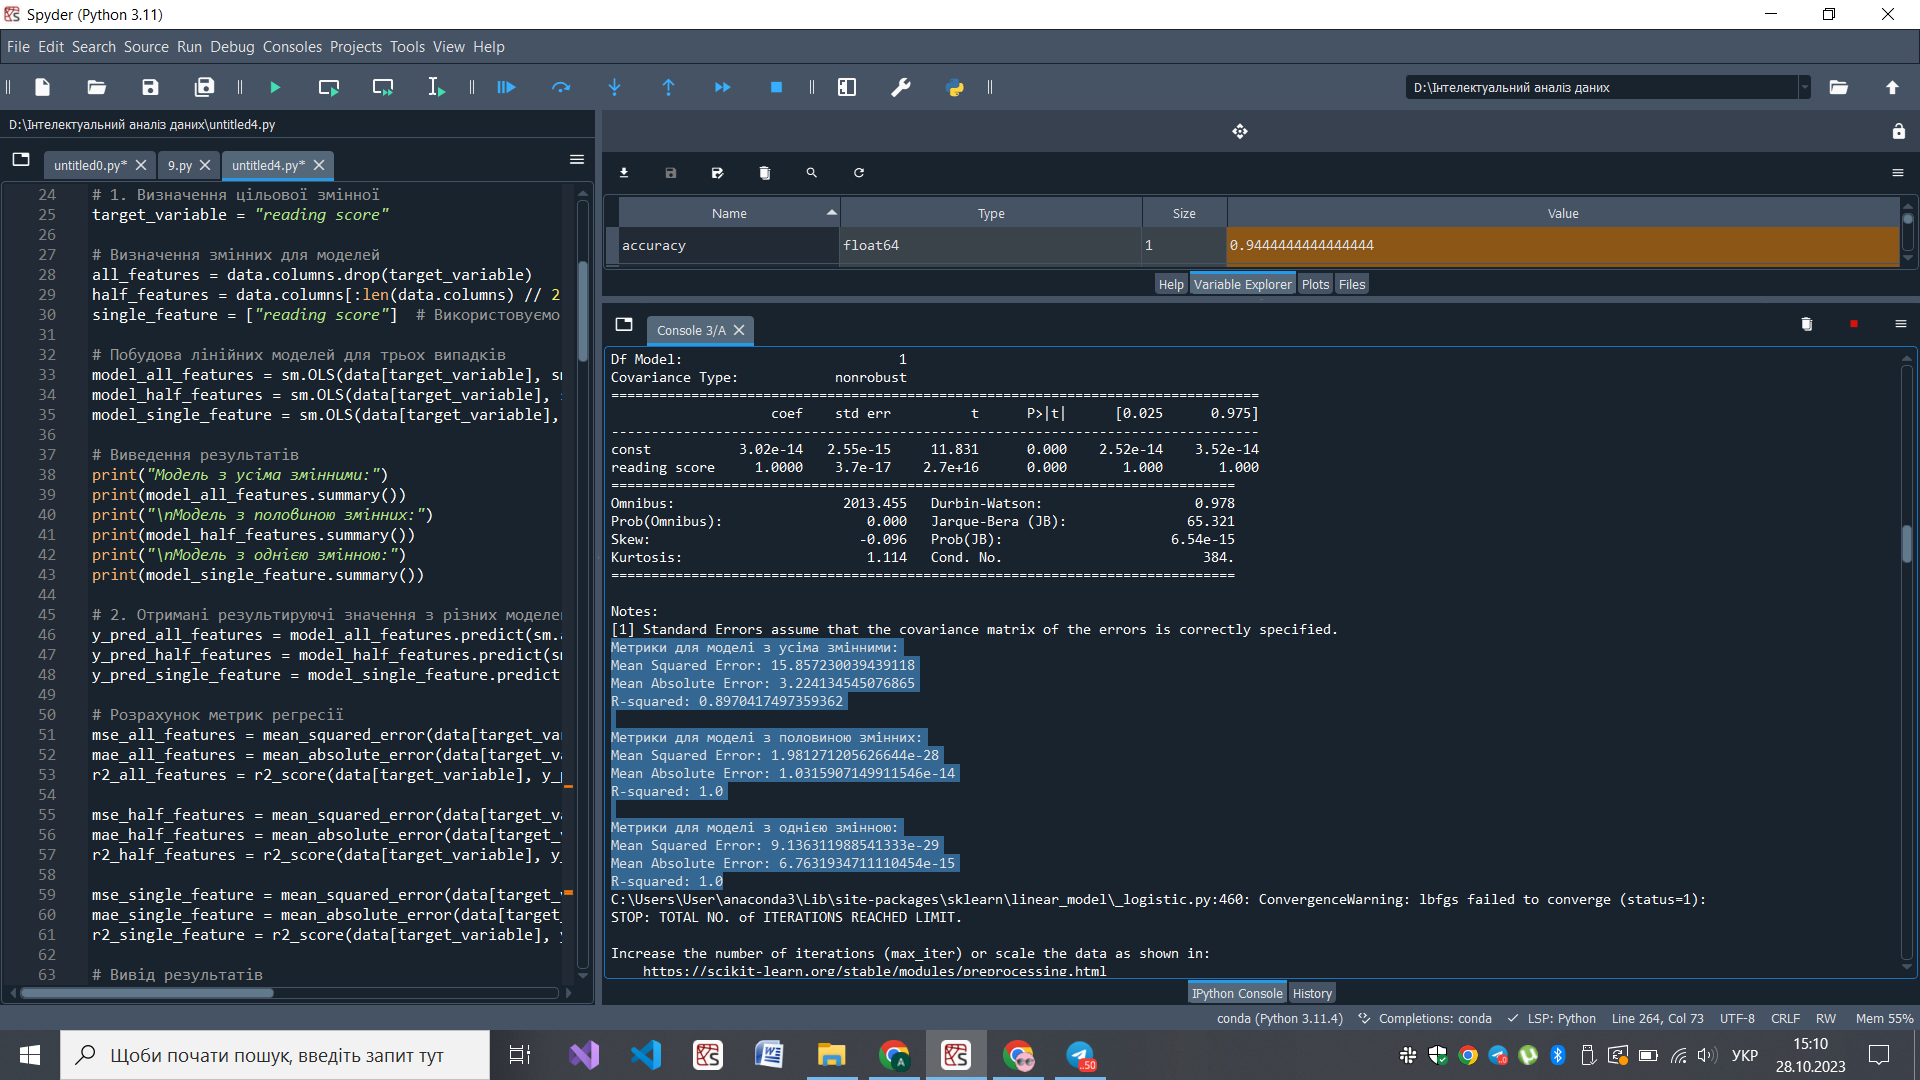 Spyder (Python 3.11)
File Edit Search Source Run Debug Consoles Projects Tools View Help
D:\Інтелектуальний аналіз даних
D:\Інтелектуальний аналіз даних\untitled4.py
untitled0.py* 9.py untitled4.py*
24 # 1. Визначення цільової змінної
25 target_variable = "reading score"
26
27 # Визначення змінних для моделей
28 all_features = data.columns.drop(target_variable)
29 half_features = data.columns[:len(data.columns) // 2
30 single_feature = ["reading score"]  # Використовуємо
31
32 # Побудова лінійних моделей для трьох випадків
33 model_all_features = sm.OLS(data[target_variable], sm
34 model_half_features = sm.OLS(data[target_variable],
35 model_single_feature = sm.OLS(data[target_variable],
36
37 # Виведення результатів
38 print("Модель з усіма змінними:")
39 print(model_all_features.summary())
40 print("\nМодель з половиною змінних:")
41 print(model_half_features.summary())
42 print("\nМодель з однією змінною:")
43 print(model_single_feature.summary())
44
45 # 2. Отримані результируючі значення з різних моделе
46 y_pred_all_features = model_all_features.predict(sm.
47 y_pred_half_features = model_half_features.predict(s
48 y_pred_single_feature = model_single_feature.predict
49
50 # Розрахунок метрик регресії
51 mse_all_features = mean_squared_error(data[target_va
52 mae_all_features = mean_absolute_error(data[target_v
53 r2_all_features = r2_score(data[target_variable], y_
54
55 mse_half_features = mean_squared_error(data[target_v
56 mae_half_features = mean_absolute_error(data[target_
57 r2_half_features = r2_score(data[target_variable], y_
58
59 mse_single_feature = mean_squared_error(data[target_
60 mae_single_feature = mean_absolute_error(data[target_
61 r2_single_feature = r2_score(data[target_variable], y
62
63 # Вивід результатів
Name Type Size Value
accuracy float64 1 0.9444444444444444
Help Variable Explorer Plots Files
Console 3/A
Df Model: 1
Covariance Type: nonrobust
==============================================================================
coef std err t P>|t| [0.025 0.975]
------------------------------------------------------------------------------
const 3.02e-14 2.55e-15 11.831 0.000 2.52e-14 3.52e-14
reading score 1.0000 3.7e-17 2.7e+16 0.000 1.000 1.000
==============================================================================
Omnibus: 2013.455 Durbin-Watson: 0.978
Prob(Omnibus): 0.000 Jarque-Bera (JB): 65.321
Skew: -0.096 Prob(JB): 6.54e-15
Kurtosis: 1.114 Cond. No. 384.
==============================================================================
Notes:
[1] Standard Errors assume that the covariance matrix of the errors is correctly specified.
Метрики для моделі з усіма змінними:
Mean Squared Error: 15.857230039439118
Mean Absolute Error: 3.224134545076865
R-squared: 0.8970417497359362
Метрики для моделі з половиною змінних:
Mean Squared Error: 1.981271205626644e-28
Mean Absolute Error: 1.0315907149911546e-14
R-squared: 1.0
Метрики для моделі з однією змінною:
Mean Squared Error: 9.136311988541333e-29
Mean Absolute Error: 6.7631934711110454e-15
R-squared: 1.0
C:\Users\User\anaconda3\Lib\site-packages\sklearn\linear_model\_logistic.py:460: ConvergenceWarning: lbfgs failed to converge (status=1):
STOP: TOTAL NO. of ITERATIONS REACHED LIMIT.
Increase the number of iterations (max_iter) or scale the data as shown in:
https://scikit-learn.org/stable/modules/preprocessing.html
IPython Console History
conda (Python 3.11.4) Completions: conda LSP: Python Line 264, Col 73 UTF-8 CRLF RW Mem 55%
Щоби почати пошук, введіть запит тут
50
УКР
15:10
28.10.2023